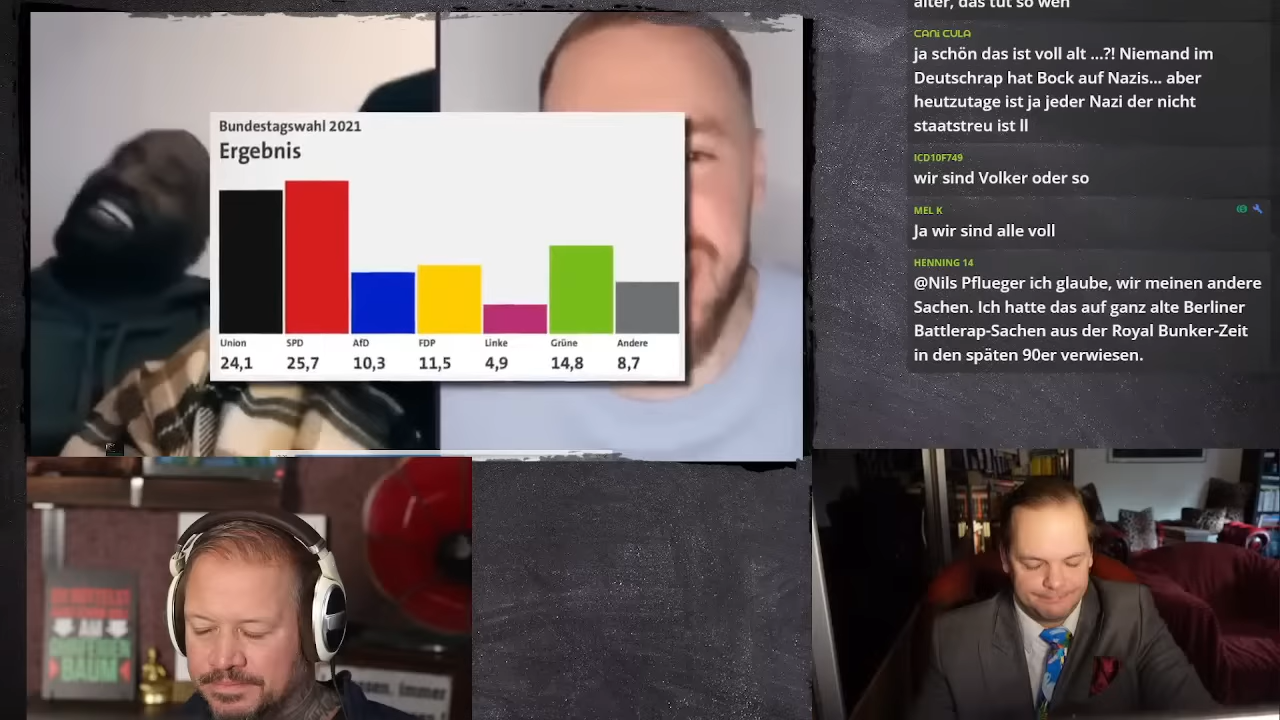 Bundestagswahl 2021
Ergebnis
Union SPD AfD FDP Linke Grüne Andere
24,1 25,7 10,3 11,5 4,9 14,8 8,7
alter, das tut so weh
CANI CULA
ja schön das ist voll alt ...?! Niemand im
Deutschrap hat Bock auf Nazis... aber
heutzutage ist ja jeder Nazi der nicht
staatstreu ist ll
ICD10F749
wir sind Volker oder so
MEL K
Ja wir sind alle voll
HENNING 14
@Nils Pflueger ich glaube, wir meinen andere
Sachen. Ich hatte das auf ganz alte Berliner
Battlerap-Sachen aus der Royal Bunker-Zeit
in den späten 90er verwiesen.
AM
BAUM
immer